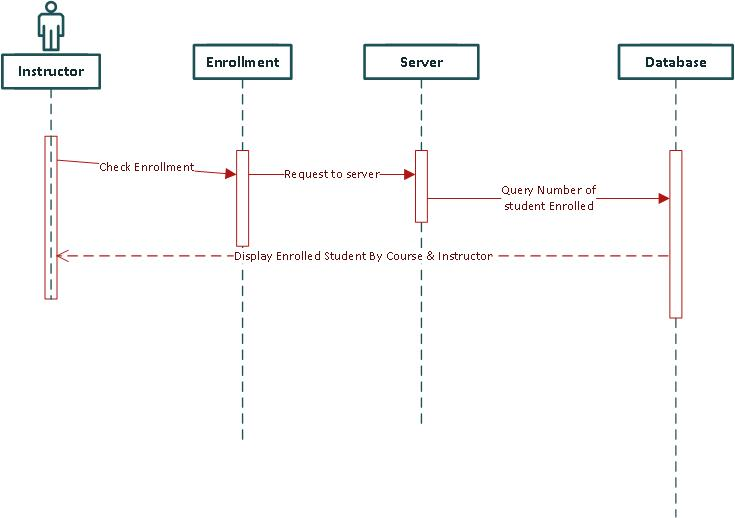 Instructor
Enrollment
Server
Database
Check Enrollment
Request to server
Query Number of
student Enrolled
Display Enrolled Student By Course & Instructor